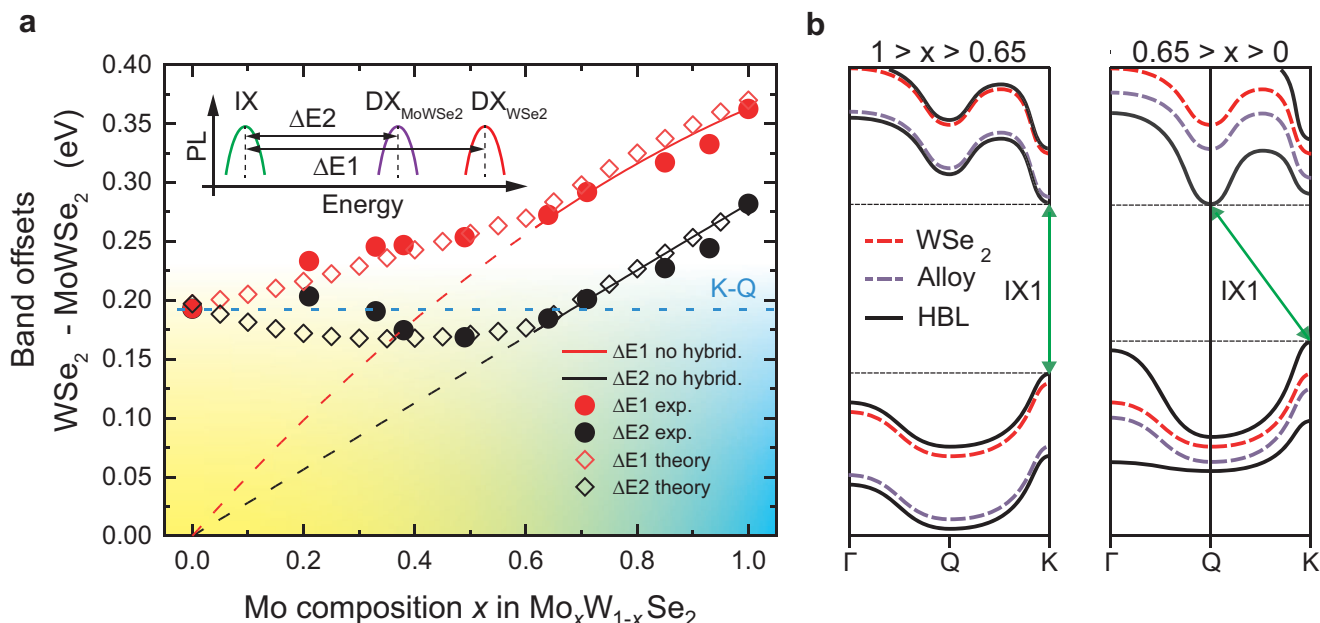 a
Band offsets
WSe2 - MoWSe2 (eV)
0.40
0.35
0.30
0.25
0.20
0.15
0.10
0.05
0.00
PL
IX
DXMoWSe2
DXWSe2
ΔE2
ΔE1
Energy
K-Q
ΔE1 no hybrid.
ΔE2 no hybrid.
ΔE1 exp.
ΔE2 exp.
ΔE1 theory
ΔE2 theory
0.0 0.2 0.4 0.6 0.8 1.0
Mo composition x in MoxW1-xSe2
b
1 > x > 0.65
WSe2
Alloy
HBL
IX1
Γ Q K
0.65 > x > 0
IX1
Γ Q K